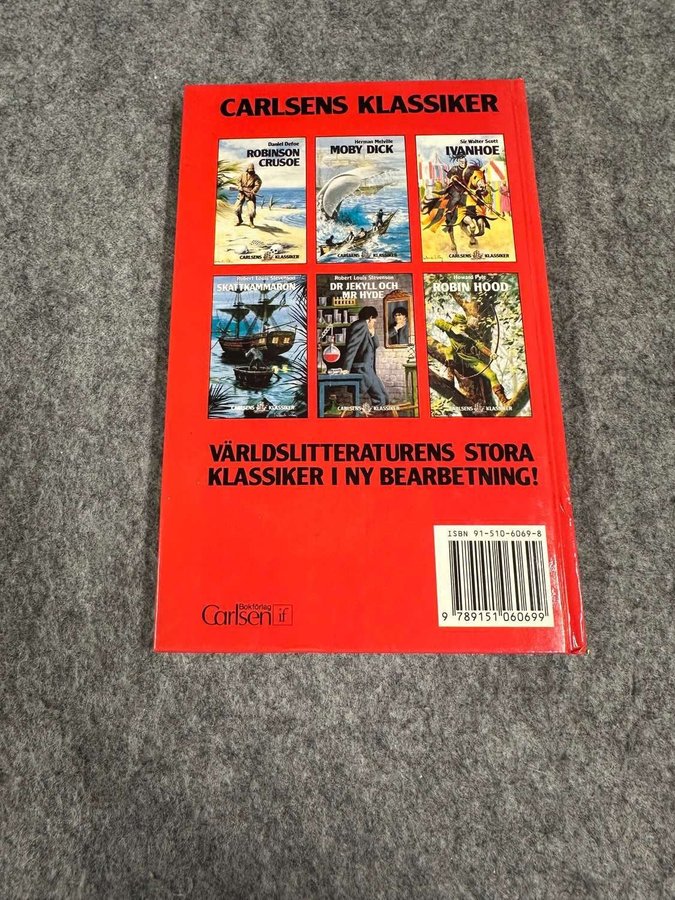 CARLSENS KLASSIKER
Daniel Defoe
ROBINSON
CRUSOE
CARLSENS KLASSIKER
Herman Melville
MOBY DICK
CARLSENS KLASSIKER
Sir Walter Scott
IVANHOE
CARLSENS KLASSIKER
Robert Louis Stevenson
SKATTKAMMARÖN
CARLSENS KLASSIKER
Robert Louis Stevenson
DR JEKYLL OCH
MR HYDE
CARLSENS KLASSIKER
Howard Pyle
ROBIN HOOD
CARLSENS KLASSIKER
VÄRLDSLITTERATURENS STORA
KLASSIKER I NY BEARBETNING!
ISBN 91-510-6069-8
9 789151 060699
Bokförlag
Carlsen if